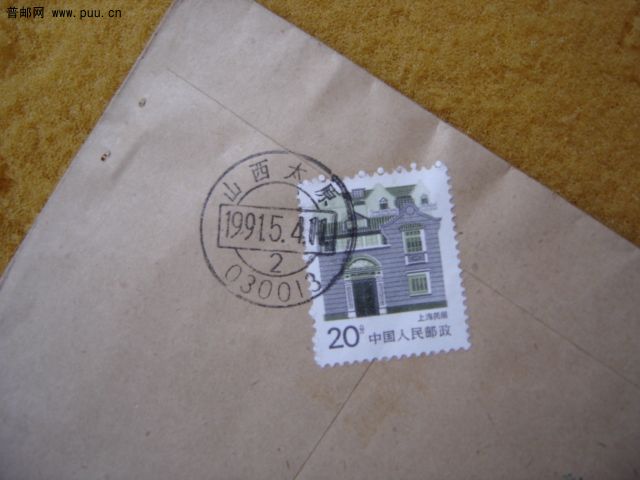 普邮网 www.puu.cn
山西太原
1991.5.4.11
2
030013
上海民居
20分 中国人民邮政